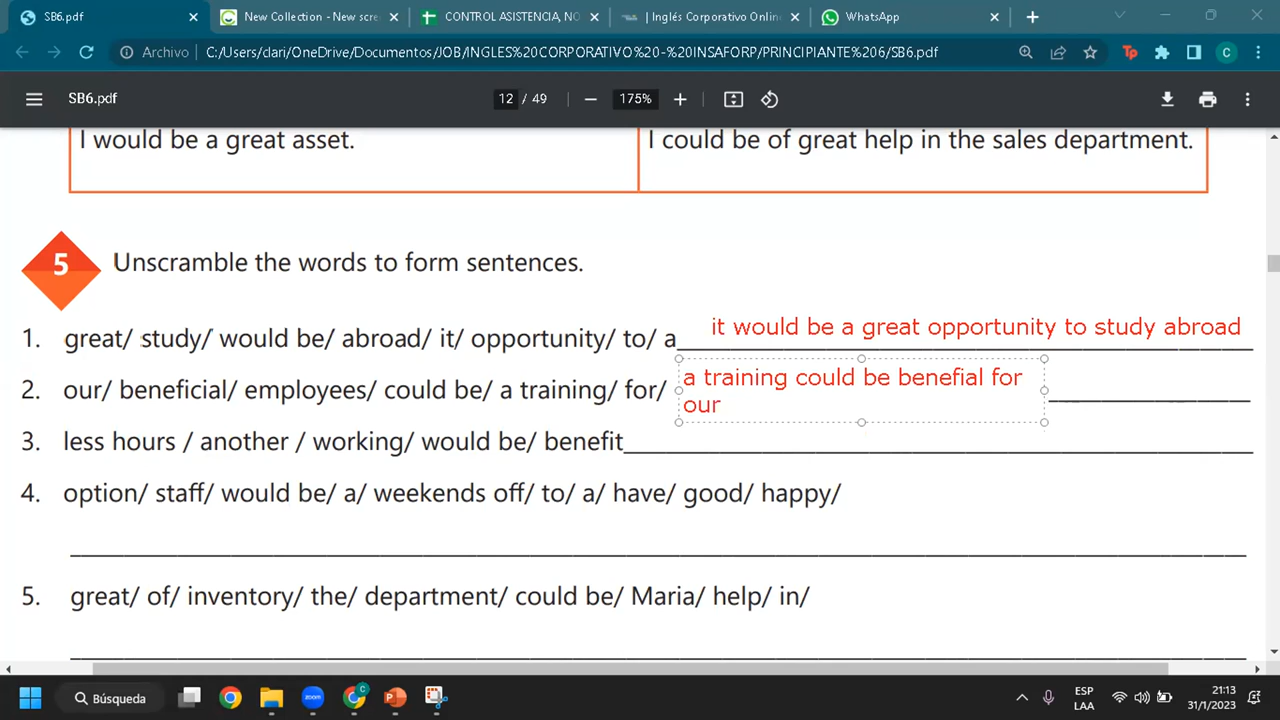 SB6.pdf
New Collection - New scre
CONTROL ASISTENCIA, NO
| Inglés Corporativo Onlin
WhatsApp
Archivo
C:/Users/clari/OneDrive/Documentos/JOB/INGLES%20CORPORATIVO%20-%20INSAFORP/PRINCIPIANTE%206/SB6.pdf
C
SB6.pdf
12 / 49
175%
I would be a great asset.
I could be of great help in the sales department.
5
Unscramble the words to form sentences.
1. great/ study/ would be/ abroad/ it/ opportunity/ to/ a
it would be a great opportunity to study abroad
2. our/ beneficial/ employees/ could be/ a training/ for/
a training could be benefial for
our
3. less hours / another / working/ would be/ benefit
4. option/ staff/ would be/ a/ weekends off/ to/ a/ have/ good/ happy/
5. great/ of/ inventory/ the/ department/ could be/ Maria/ help/ in/
Búsqueda
zoom
ESP
LAA
21:13
31/1/2023